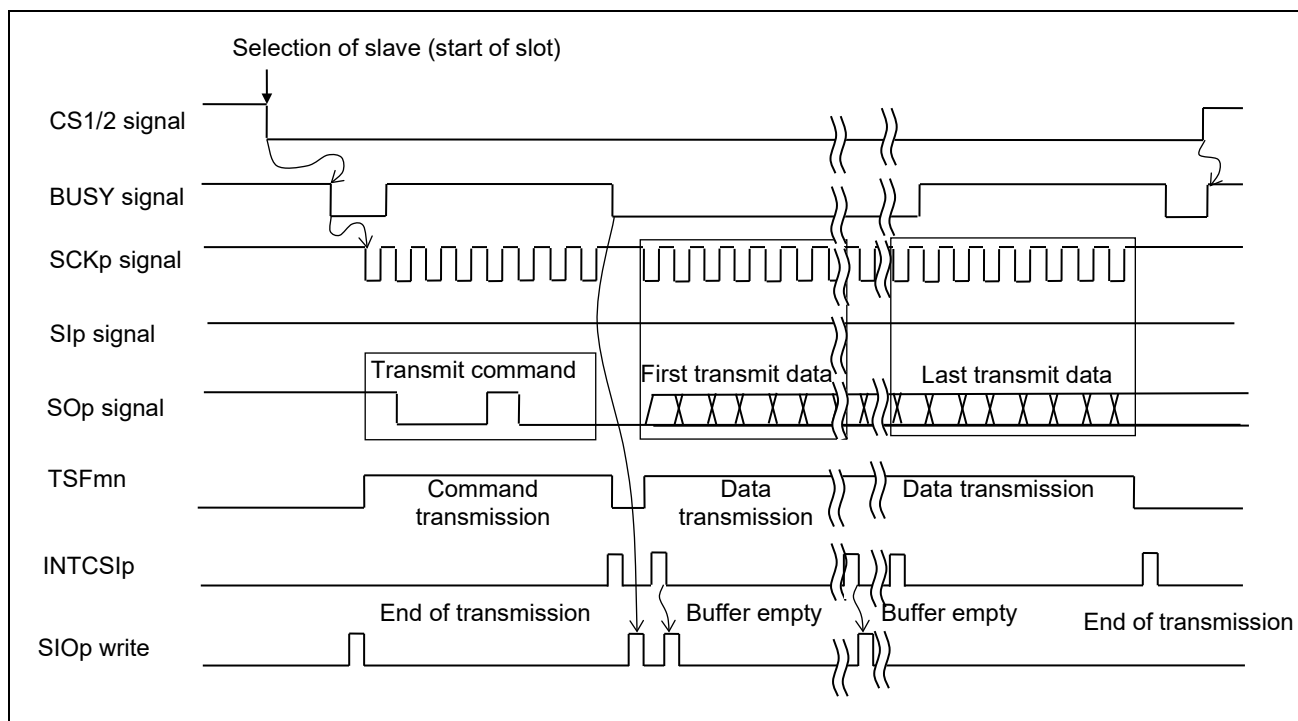 Selection of slave (start of slot)
CS1/2 signal
BUSY signal
SCKp signal
SIp signal
Transmit command
First transmit data
Last transmit data
SOp signal
TSFmn
Command
transmission
Data
transmission
Data transmission
INTCSIp
End of transmission
Buffer empty
Buffer empty
End of transmission
SIOp write